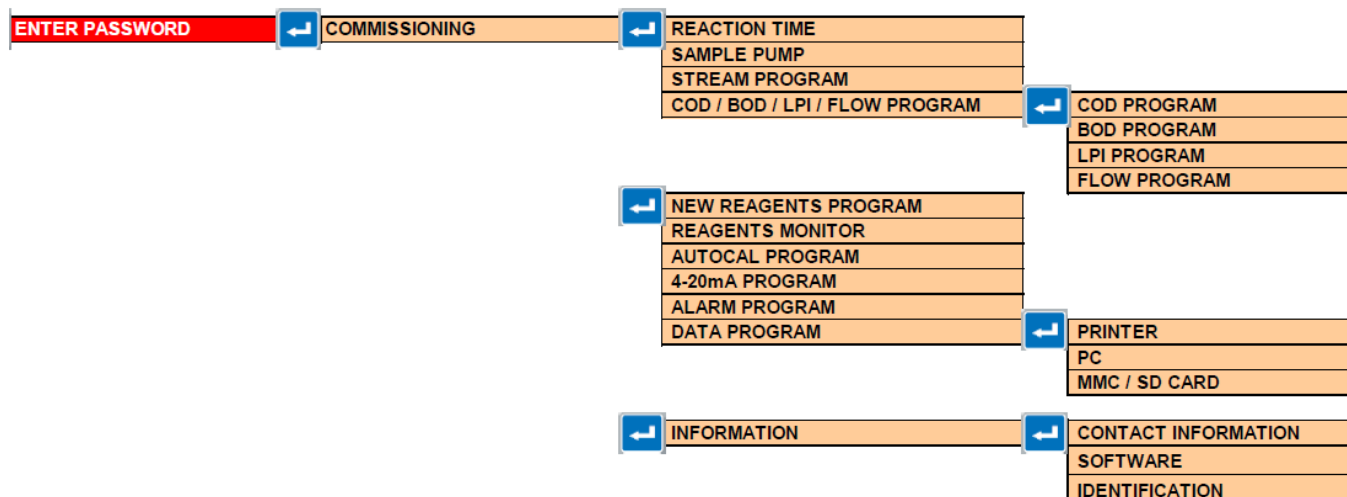 ENTER PASSWORD
COMMISSIONING
REACTION TIME
SAMPLE PUMP
STREAM PROGRAM
COD / BOD / LPI / FLOW PROGRAM
COD PROGRAM
BOD PROGRAM
LPI PROGRAM
FLOW PROGRAM
NEW REAGENTS PROGRAM
REAGENTS MONITOR
AUTOCAL PROGRAM
4-20mA PROGRAM
ALARM PROGRAM
DATA PROGRAM
PRINTER
PC
MMC / SD CARD
INFORMATION
CONTACT INFORMATION
SOFTWARE
IDENTIFICATION